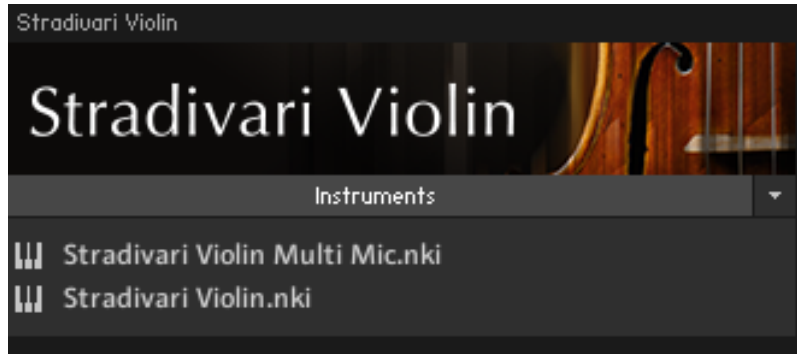 Stradivari Violin
Stradivari Violin
Instruments
Stradivari Violin Multi Mic.nki
Stradivari Violin.nki